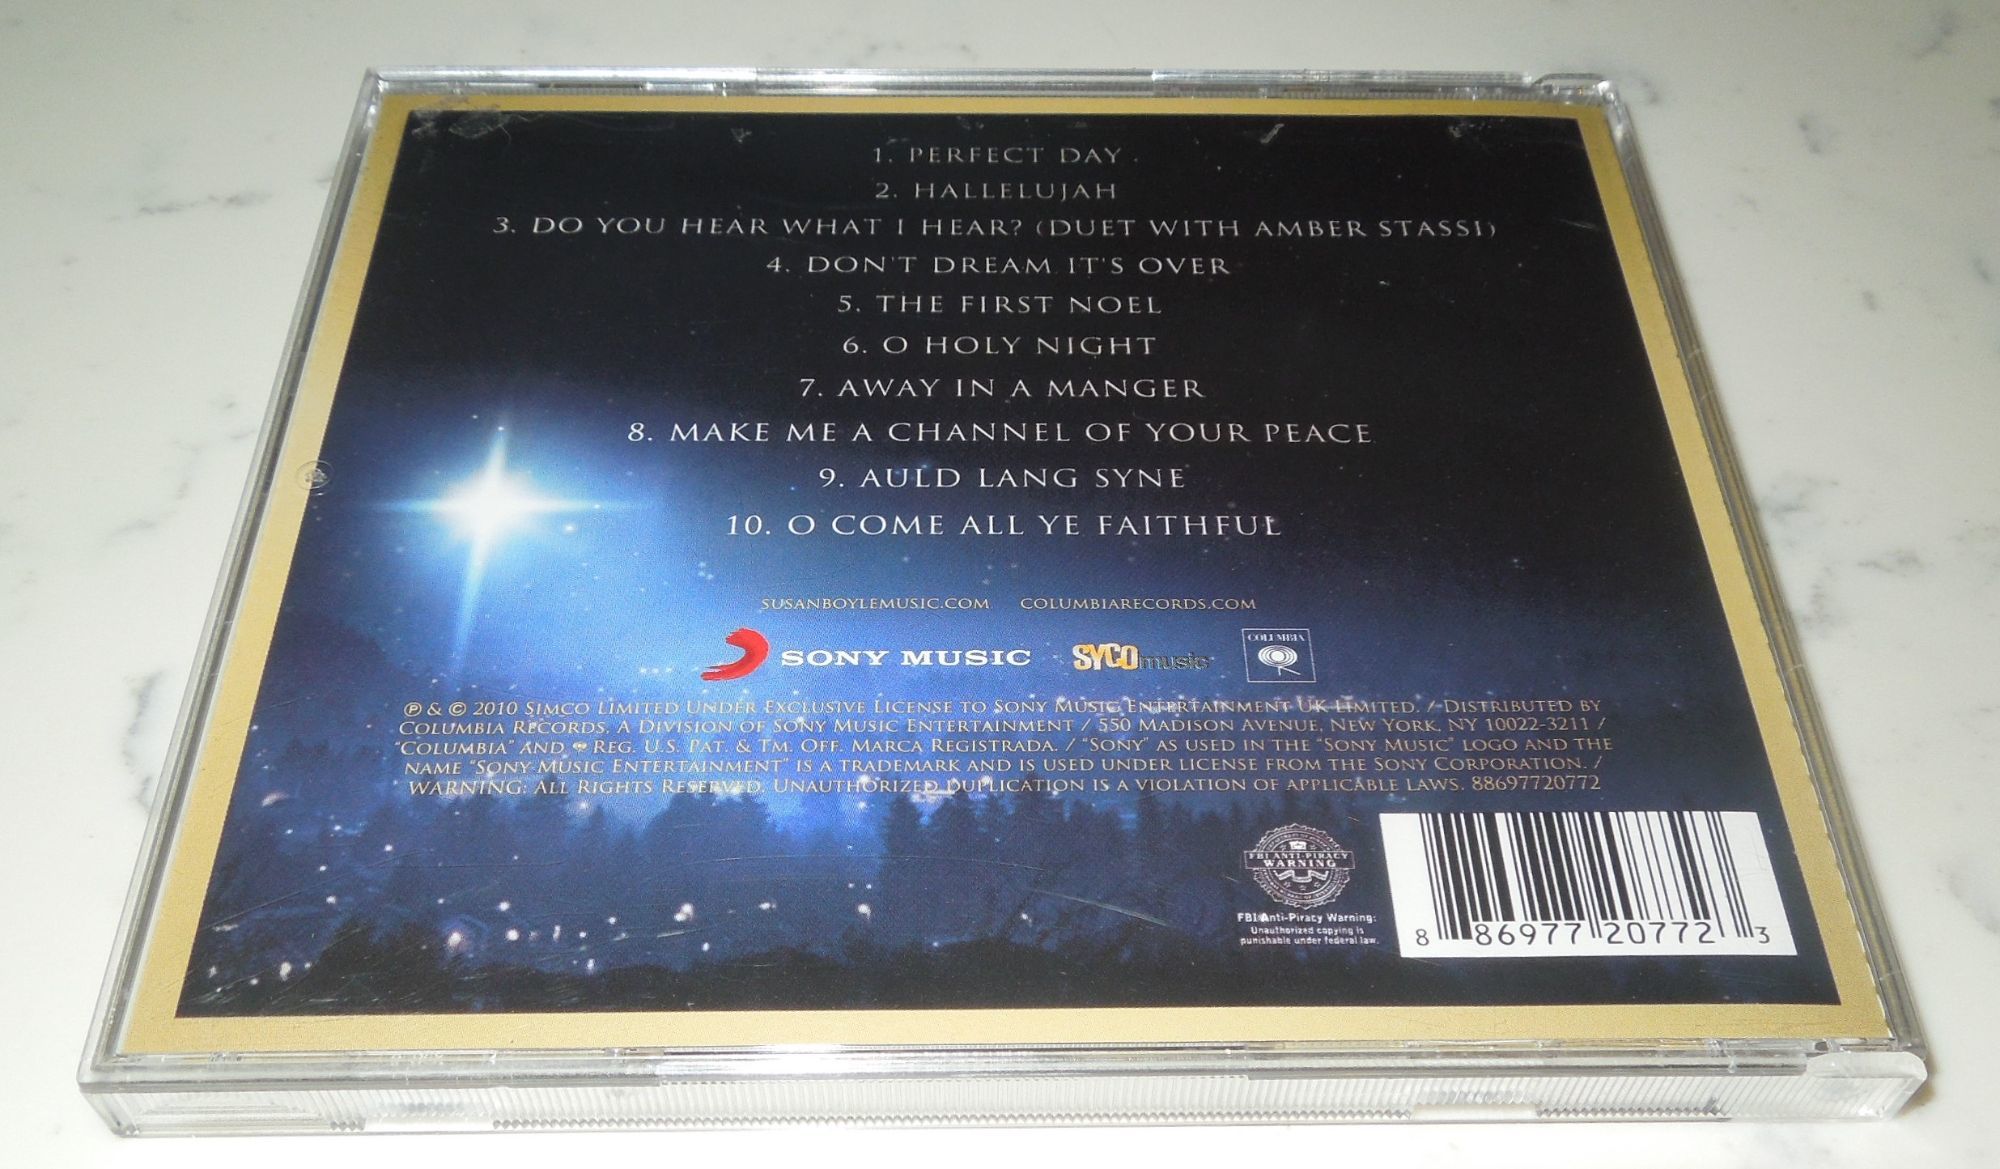 1. PERFECT DAY
2. HALLELUJAH
3. DO YOU HEAR WHAT I HEAR? (DUET WITH AMBER STASSI)
4. DON'T DREAM IT'S OVER
5. THE FIRST NOEL
6. O HOLY NIGHT
7. AWAY IN A MANGER
8. MAKE ME A CHANNEL OF YOUR PEACE
9. AULD LANG SYNE
10. O COME ALL YE FAITHFUL
SUSANBOYLEMUSIC.COM COLUMBIARECORDS.COM
SONY MUSIC SYCOmusic COLUMBIA
℗ & © 2010 SIMCO LIMITED UNDER EXCLUSIVE LICENSE TO SONY MUSIC ENTERTAINMENT UK LIMITED. / DISTRIBUTED BY
COLUMBIA RECORDS, A DIVISION OF SONY MUSIC ENTERTAINMENT / 550 MADISON AVENUE, NEW YORK, NY 10022-3211 /
"COLUMBIA" AND REG. U.S. PAT. & TM. OFF. MARCA REGISTRADA. / "SONY" AS USED IN THE "SONY MUSIC" LOGO AND THE
NAME "SONY MUSIC ENTERTAINMENT" IS A TRADEMARK AND IS USED UNDER LICENSE FROM THE SONY CORPORATION. /
WARNING: ALL RIGHTS RESERVED. UNAUTHORIZED DUPLICATION IS A VIOLATION OF APPLICABLE LAWS. 88697720772
FBI ANTI-PIRACY
WARNING
FBI Anti-Piracy Warning:
Unauthorized copying is
punishable under federal law.
8 86977 20772 3